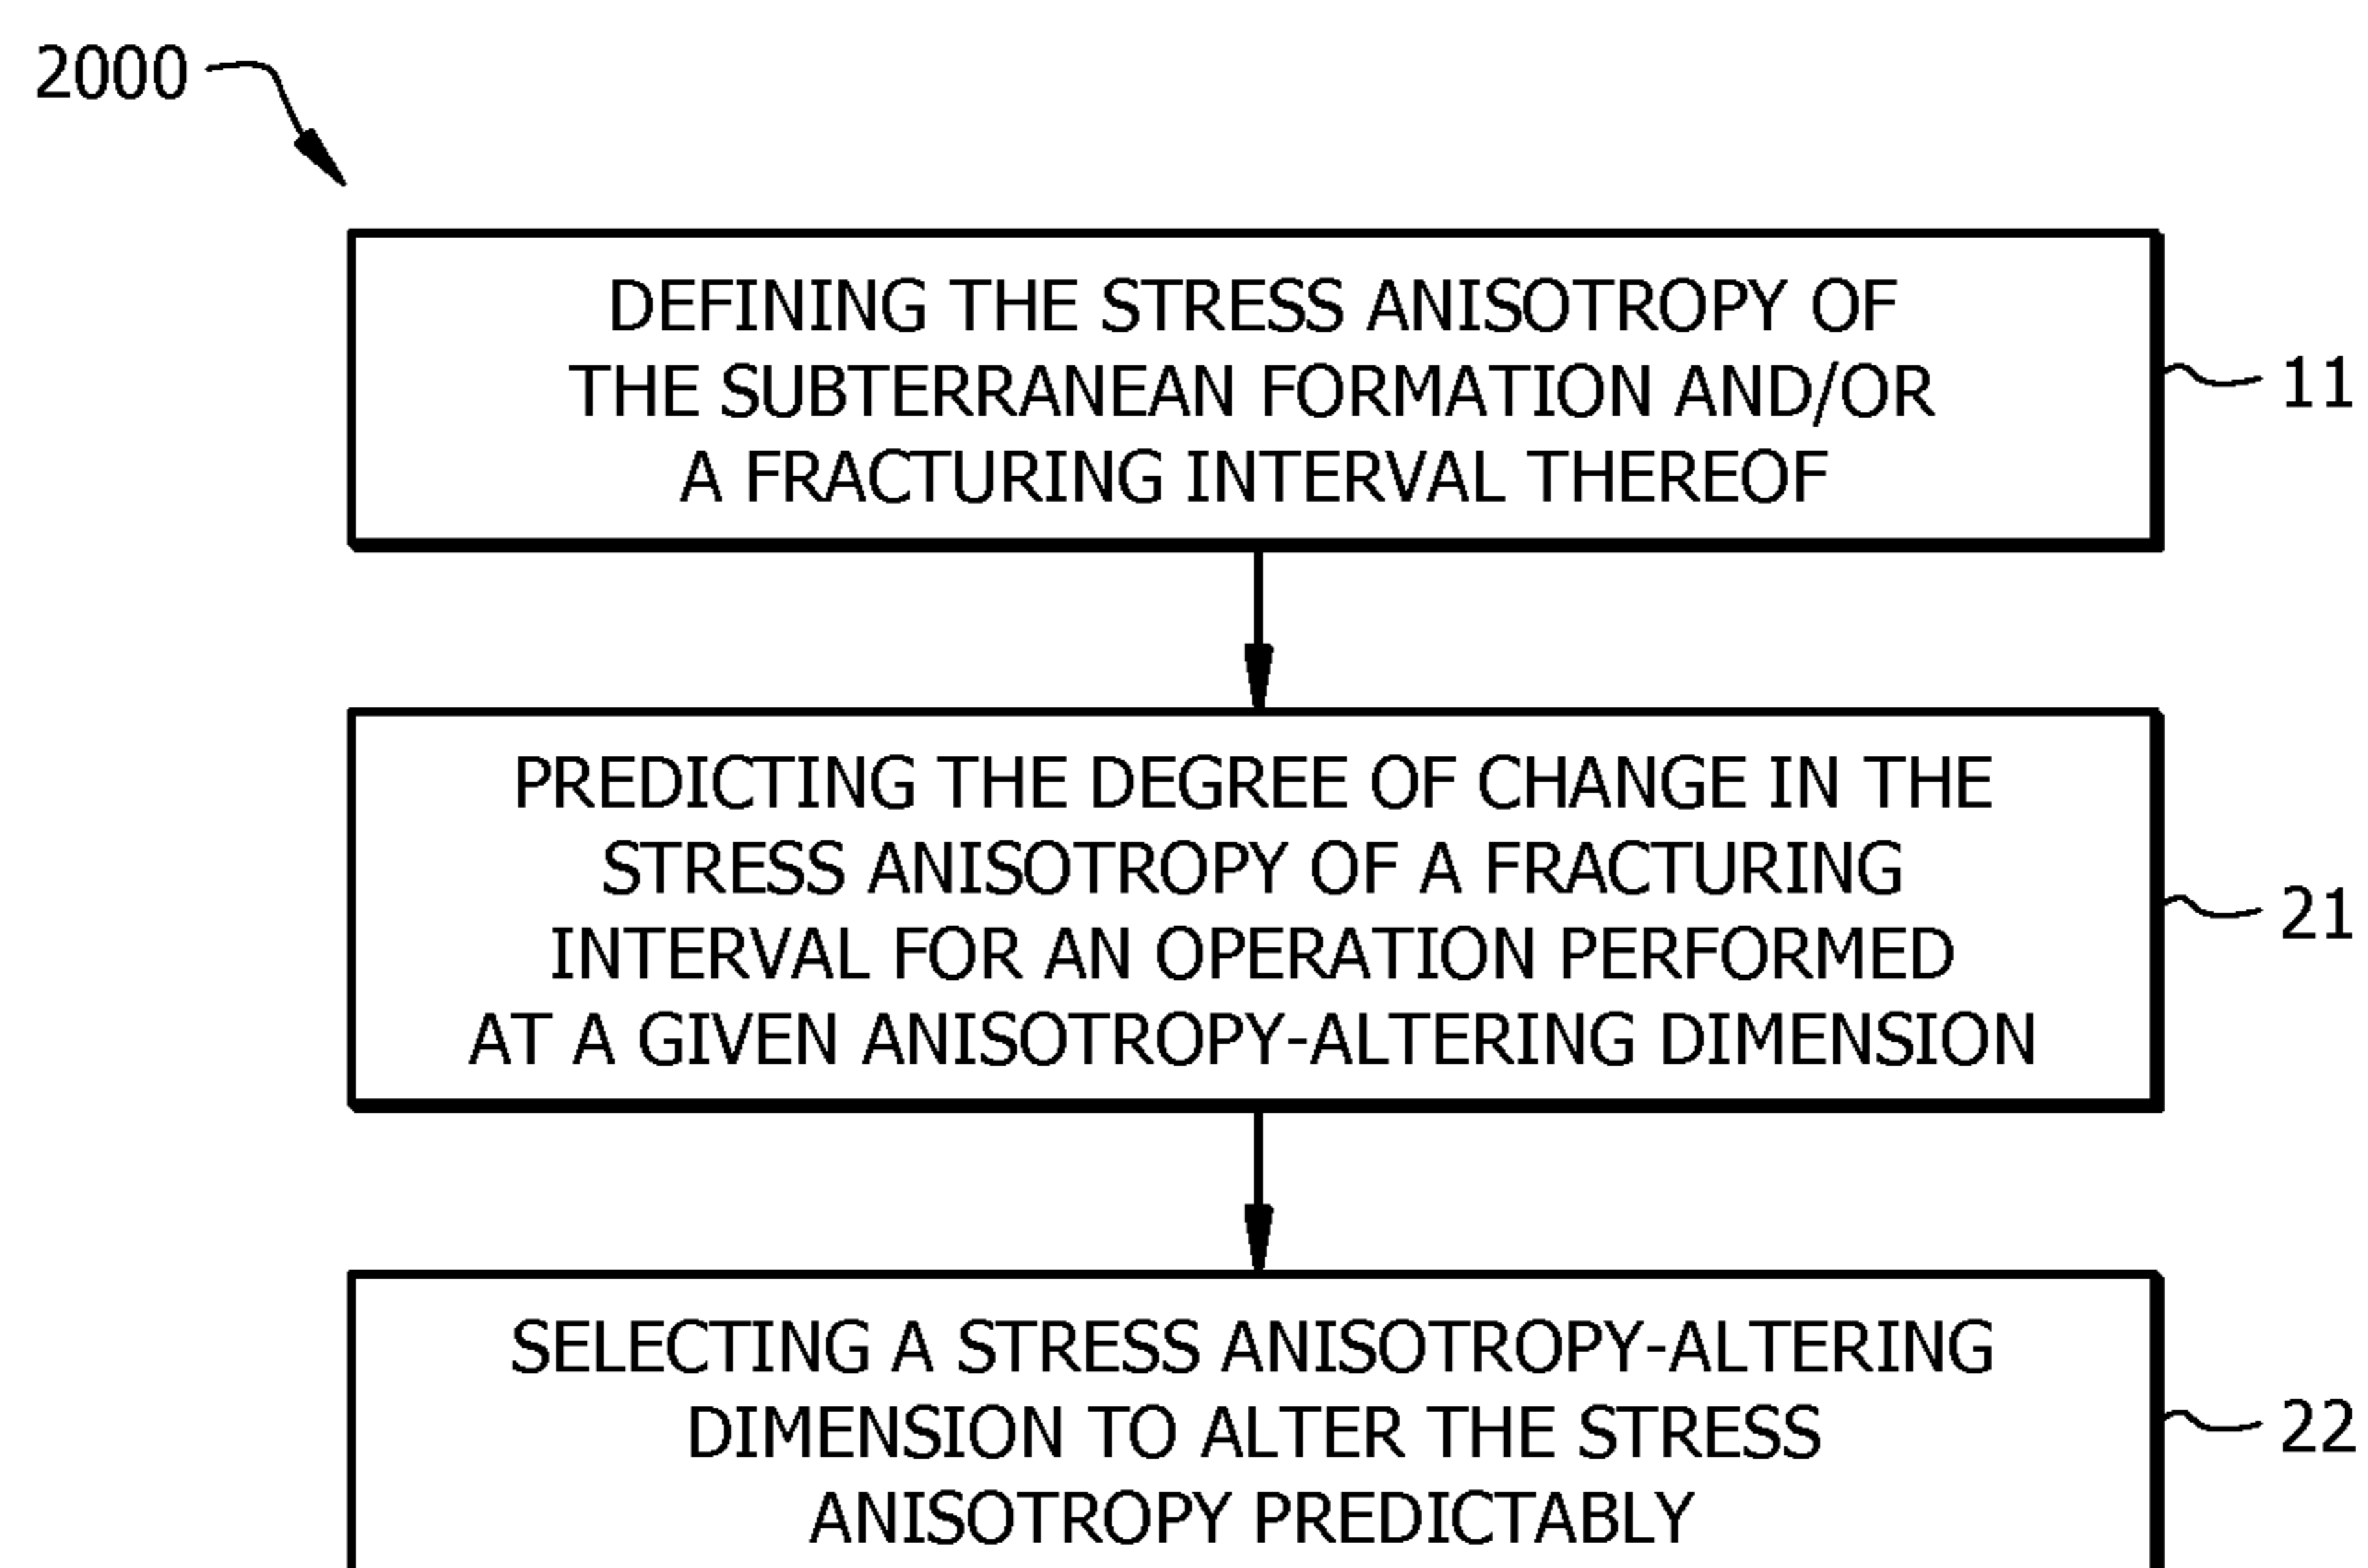 2000
DEFINING THE STRESS ANISOTROPY OF
THE SUBTERRANEAN FORMATION AND/OR
A FRACTURING INTERVAL THEREOF
11
PREDICTING THE DEGREE OF CHANGE IN THE
STRESS ANISOTROPY OF A FRACTURING
INTERVAL FOR AN OPERATION PERFORMED
AT A GIVEN ANISOTROPY-ALTERING DIMENSION
21
SELECTING A STRESS ANISOTROPY-ALTERING
DIMENSION TO ALTER THE STRESS
ANISOTROPY PREDICTABLY
22